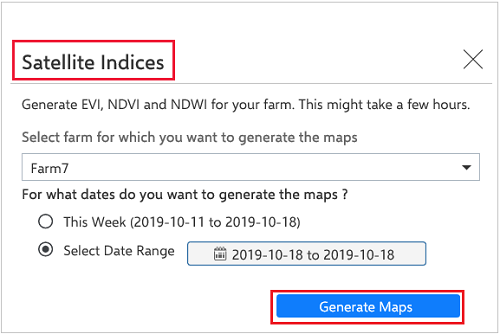 Satellite Indices
Generate EVI, NDVI and NDWI for your farm. This might take a few hours.
Select farm for which you want to generate the maps
Farm7
For what dates do you want to generate the maps ?
This Week (2019-10-11 to 2019-10-18)
Select Date Range 2019-10-18 to 2019-10-18
Generate Maps